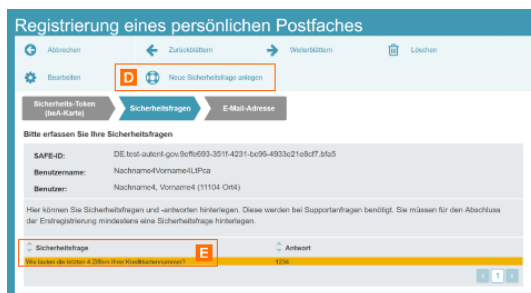 Registrierung eines persönlichen Postfaches
Abbrechen Zurückblättern Weiterblättern Löschen
Bearbeiten D Neue Sicherheitsfrage anlegen
Sicherheits-Token
(beA-Karte) Sicherheitsfragen E-Mail-Adresse
Bitte erfassen Sie Ihre Sicherheitsfragen
SAFE-ID: DE.test-autent-gov.9effe693-351f-4231-bc96-4933c21e8cf7.bfa5
Benutzername: Nachname4Vorname4LtPca
Benutzer: Nachname4, Vorname4 (11104 Ort4)
Hier können Sie Sicherheitsfragen und -antworten hinterlegen. Diese werden bei Supportanfragen benötigt. Sie müssen für den Abschluss
der Erstregistrierung mindestens eine Sicherheitsfrage hinterlegen.
Sicherheitsfrage E Antwort
Wie lauten die letzten 4 Ziffern Ihrer Kreditkartennummer? 1234
1